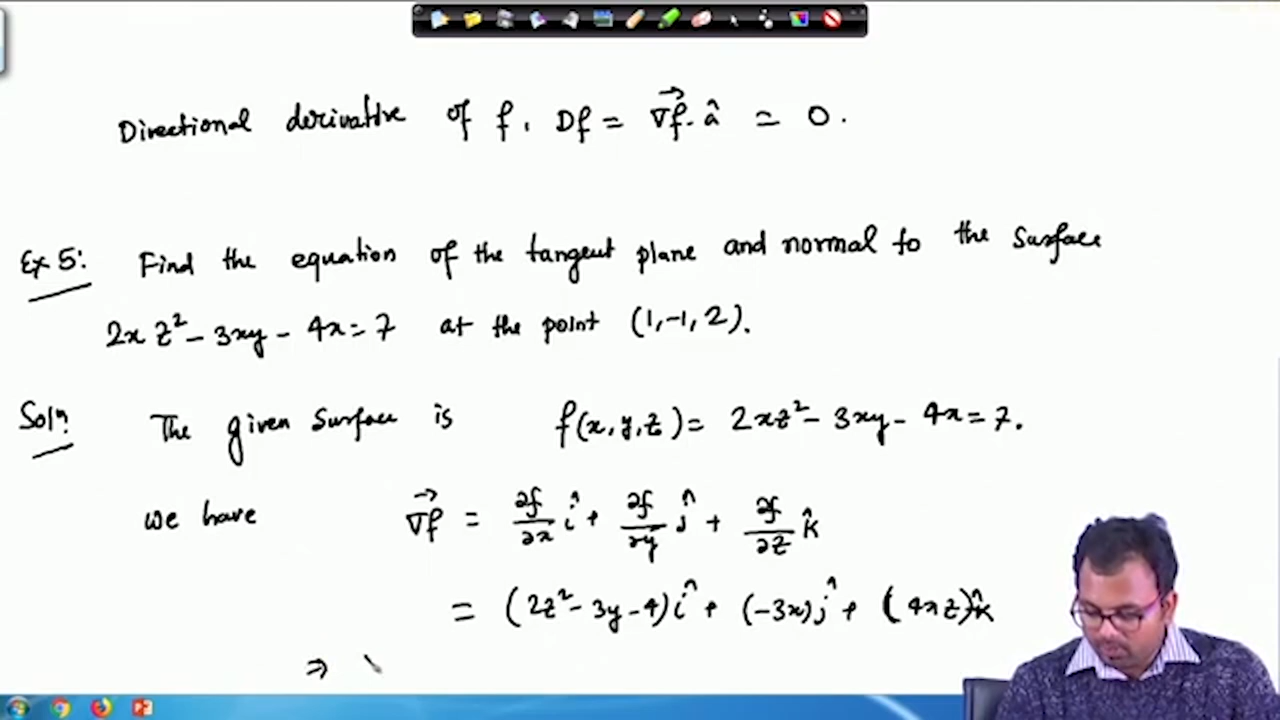 Directional derivative of f, Df = ∇f⃗ · â = 0.
Ex 5: Find the equation of the tangent plane and normal to the surface
2xz² - 3xy - 4x = 7 at the point (1, -1, 2).
Solⁿ: The given surface is f(x, y, z) = 2xz² - 3xy - 4x = 7.
We have ∇f⃗ = ∂f/∂x î + ∂f/∂y ĵ + ∂f/∂z k̂
= (2z² - 3y - 4) î + (-3x) ĵ + (4xz) k̂
⇒